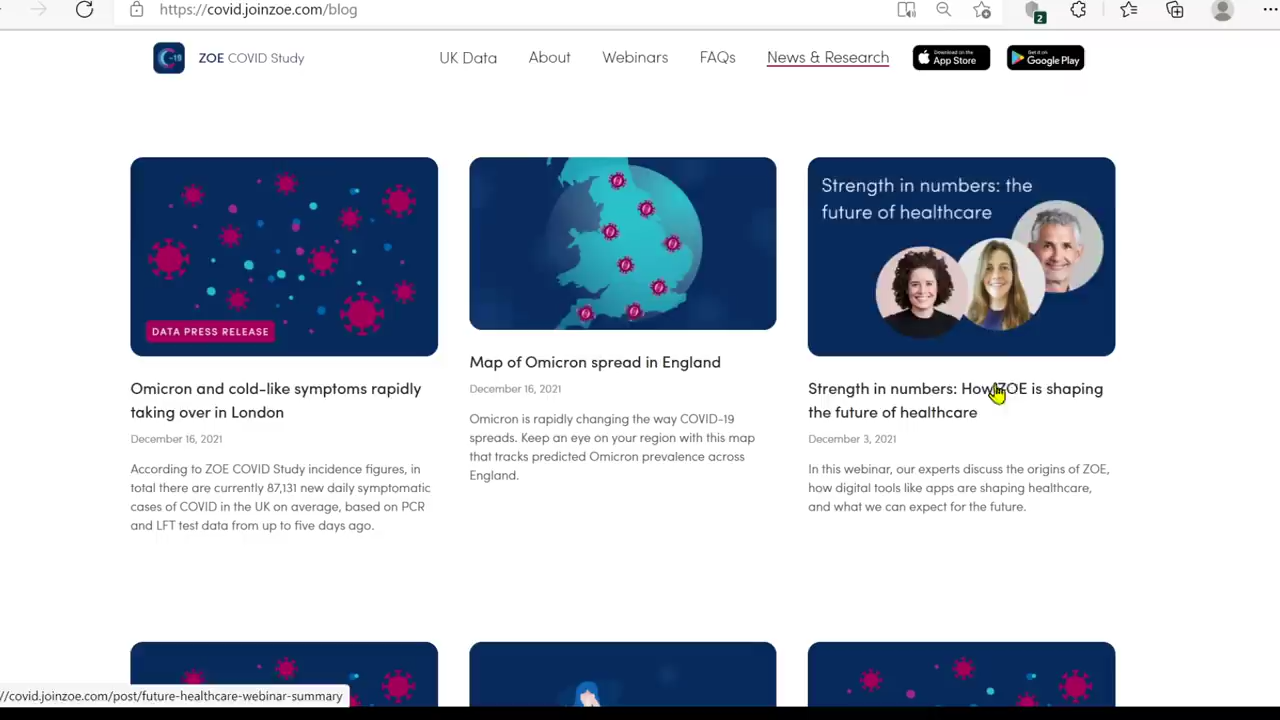 https://covid.joinzoe.com/blog
2
ZOE COVID Study
UK Data
About
Webinars
FAQs
News & Research
Download on the
App Store
Get it on
Google Play
DATA PRESS RELEASE
Omicron and cold-like symptoms rapidly
taking over in London
December 16, 2021
According to ZOE COVID Study incidence figures, in
total there are currently 87,131 new daily symptomatic
cases of COVID in the UK on average, based on PCR
and LFT test data from up to five days ago.
Map of Omicron spread in England
December 16, 2021
Omicron is rapidly changing the way COVID-19
spreads. Keep an eye on your region with this map
that tracks predicted Omicron prevalence across
England.
Strength in numbers: the
future of healthcare
Strength in numbers: How ZOE is shaping
the future of healthcare
December 3, 2021
In this webinar, our experts discuss the origins of ZOE,
how digital tools like apps are shaping healthcare,
and what we can expect for the future.
//covid.joinzoe.com/post/future-healthcare-webinar-summary